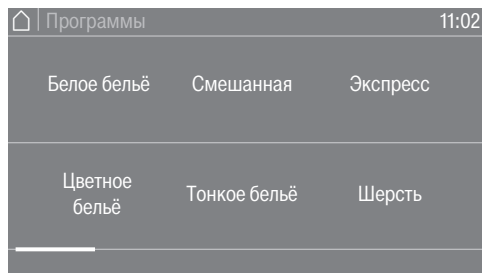 Программы 11:02
Белое бельё Смешанная Экспресс
Цветное
бельё Тонкое бельё Шерсть